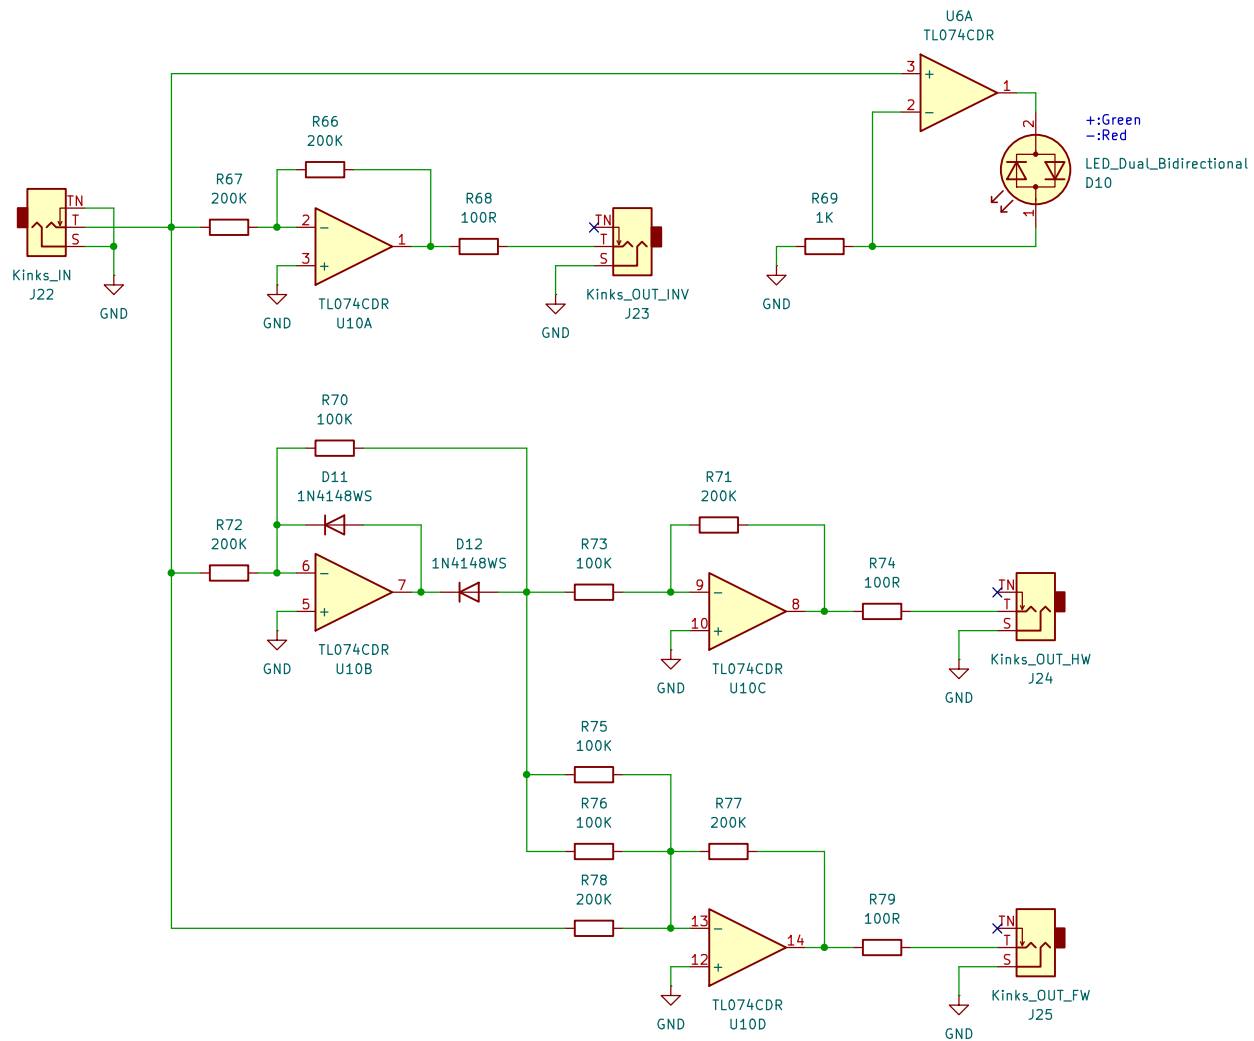 U6A
TL074CDR
3
+
1
2
−
2
+:Green
-:Red
LED_Dual_Bidirectional
D10
1
R66
200K
R67
200K
TN
T
S
Kinks_IN
J22
GND
2
−
3
+
1
GND
TL074CDR
U10A
R68
100R
TN
T
S
Kinks_OUT_INV
J23
GND
R69
1K
GND
R70
100K
D11
1N4148WS
R72
200K
6
−
5
+
7
GND
TL074CDR
U10B
D12
1N4148WS
R73
100K
R71
200K
9
−
10
+
8
GND
TL074CDR
U10C
R74
100R
TN
T
S
Kinks_OUT_HW
J24
GND
R75
100K
R76
100K
R77
200K
R78
200K
13
−
12
+
14
GND
TL074CDR
U10D
R79
100R
TN
T
S
Kinks_OUT_FW
J25
GND